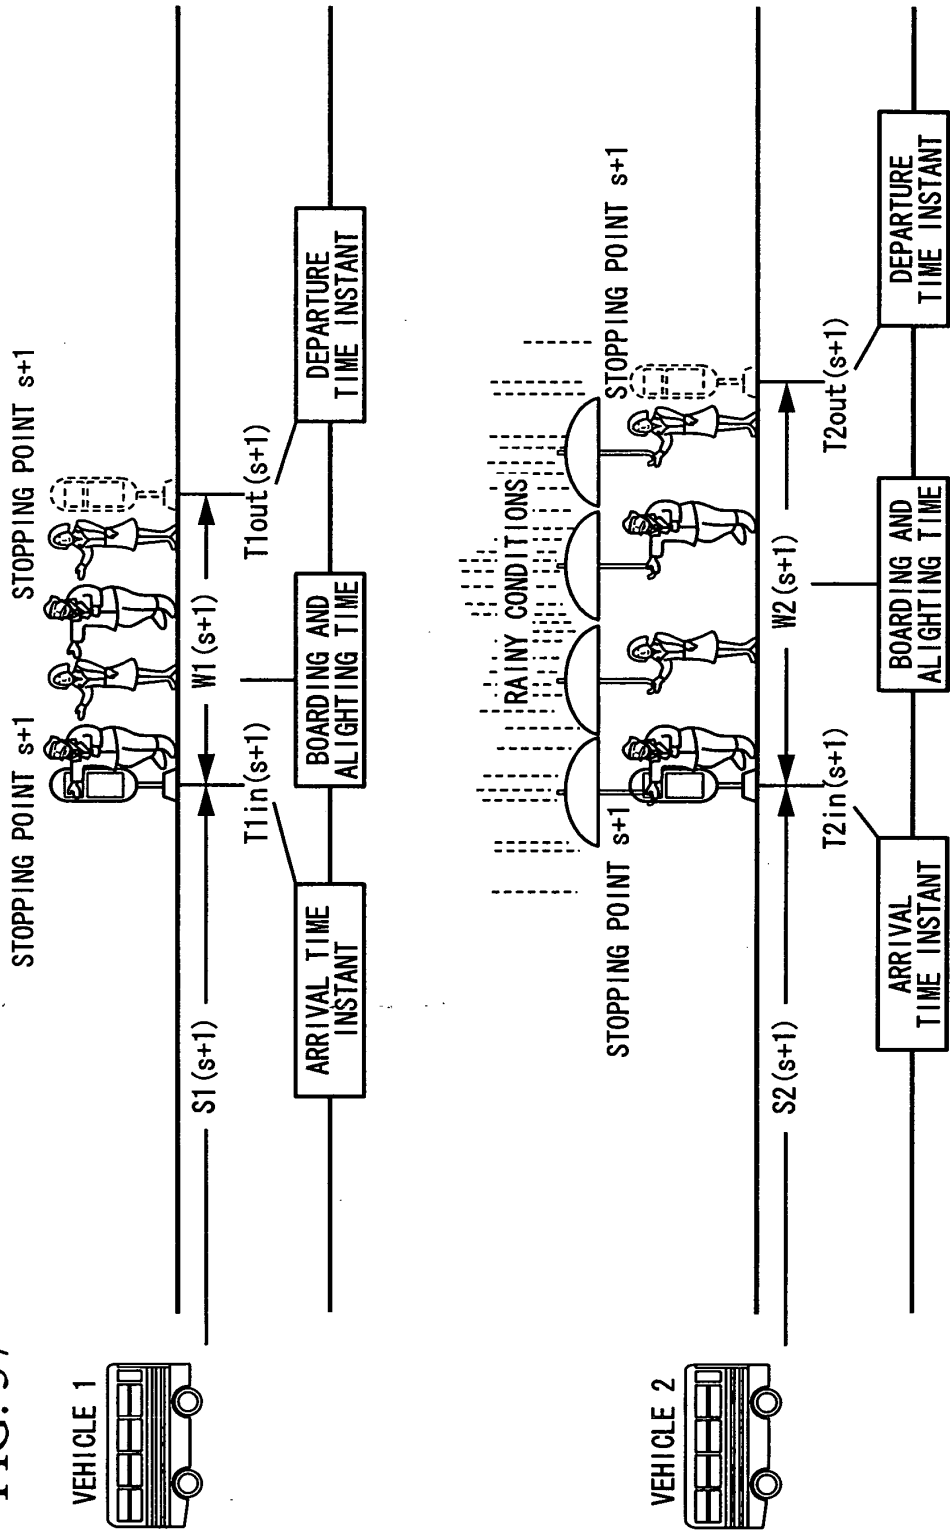 VEHICLE 1
STOPPING POINT s+1
STOPPING POINT s+1
S1(s+1)
W1(s+1)
T1in(s+1)
T1out(s+1)
ARRIVAL TIME
INSTANT
BOARDING AND
ALIGHTING TIME
DEPARTURE
TIME INSTANT
VEHICLE 2
RAINY CONDITIONS
STOPPING POINT s+1
STOPPING POINT s+1
S2(s+1)
W2(s+1)
T2in(s+1)
T2out(s+1)
ARRIVAL
TIME INSTANT
BOARDING AND
ALIGHTING TIME
DEPARTURE
TIME INSTANT